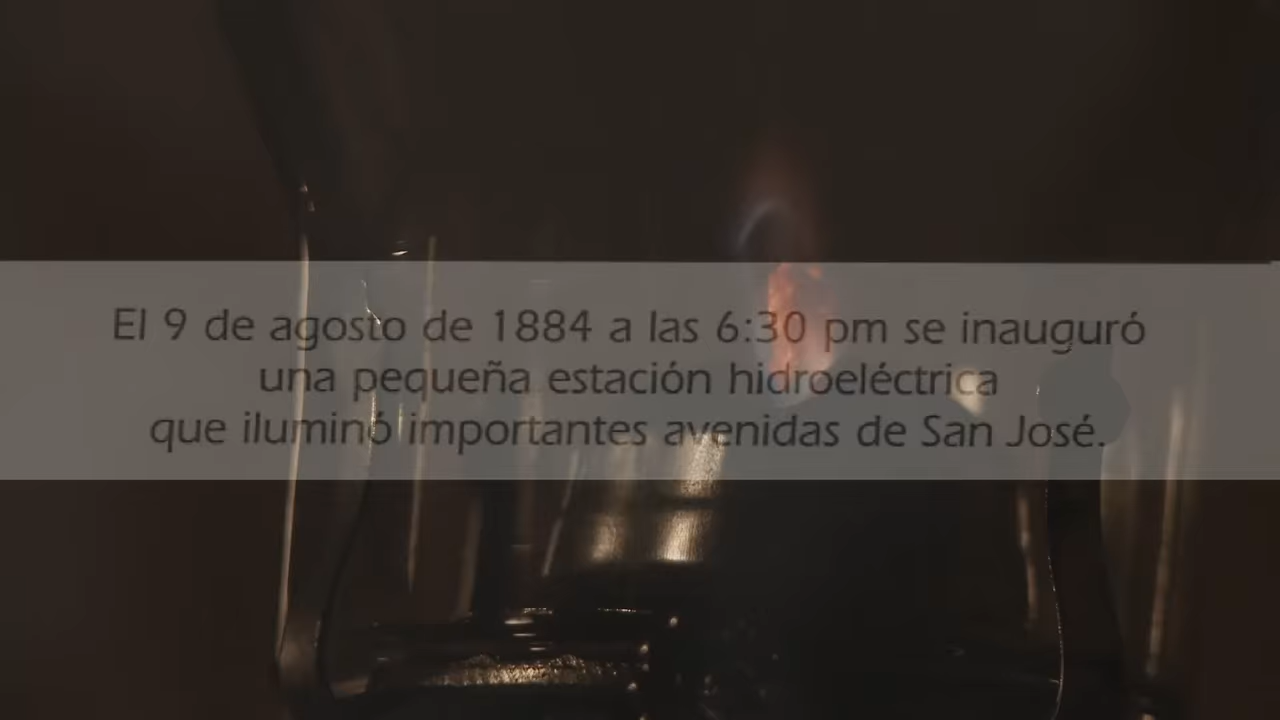 El 9 de agosto de 1884 a las 6:30 pm se inauguró
una pequeña estación hidroeléctrica
que iluminó importantes avenidas de San José.